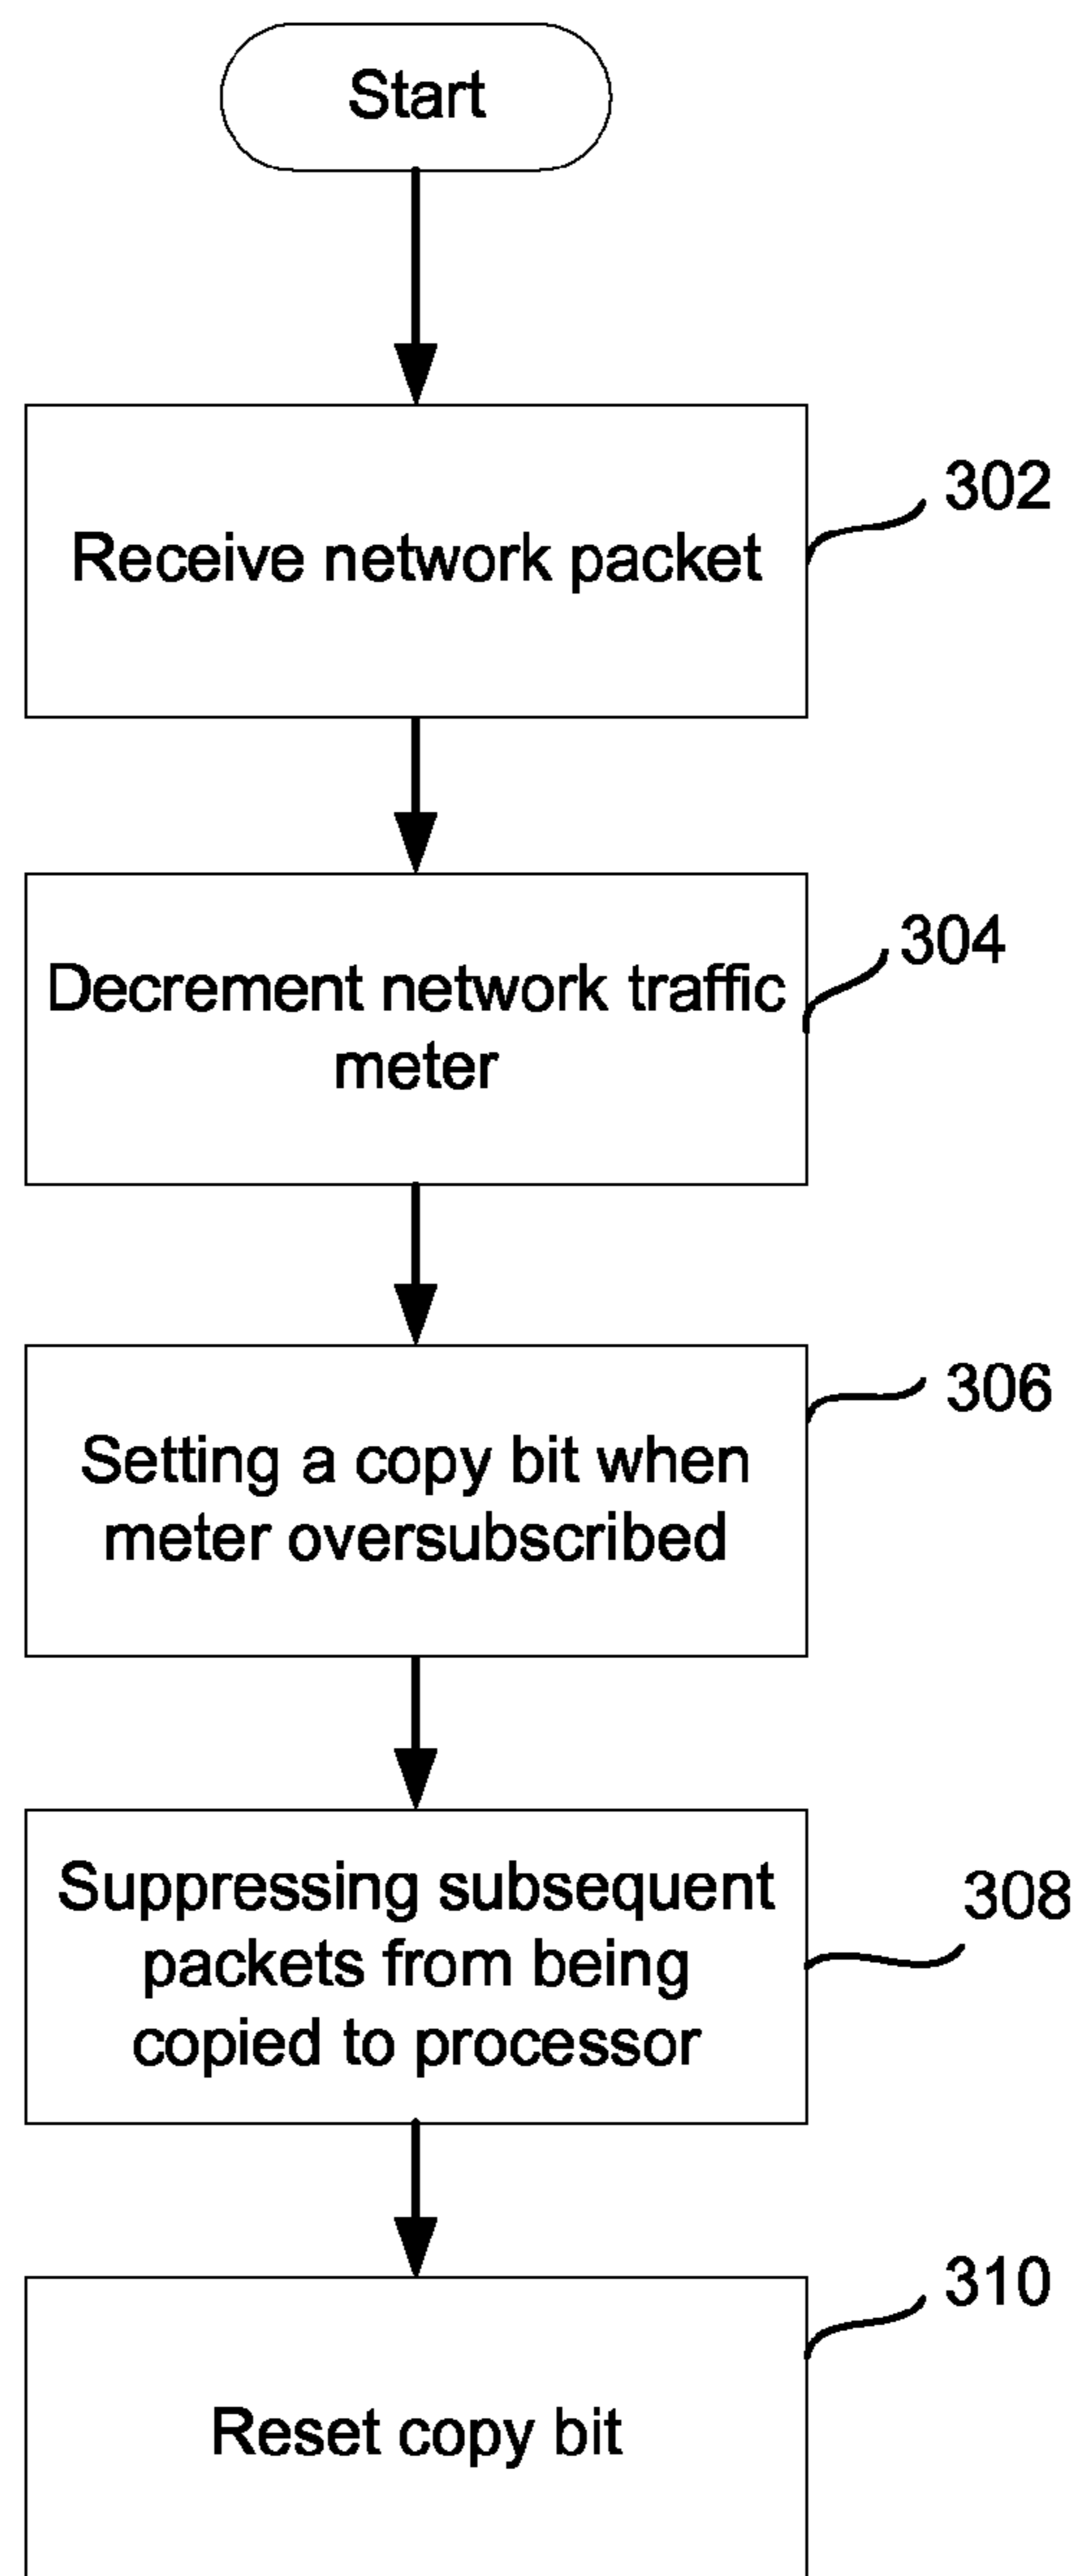 Start
Receive network packet
302
Decrement network traffic
meter
304
Setting a copy bit when
meter oversubscribed
306
Suppressing subsequent
packets from being
copied to processor
308
Reset copy bit
310